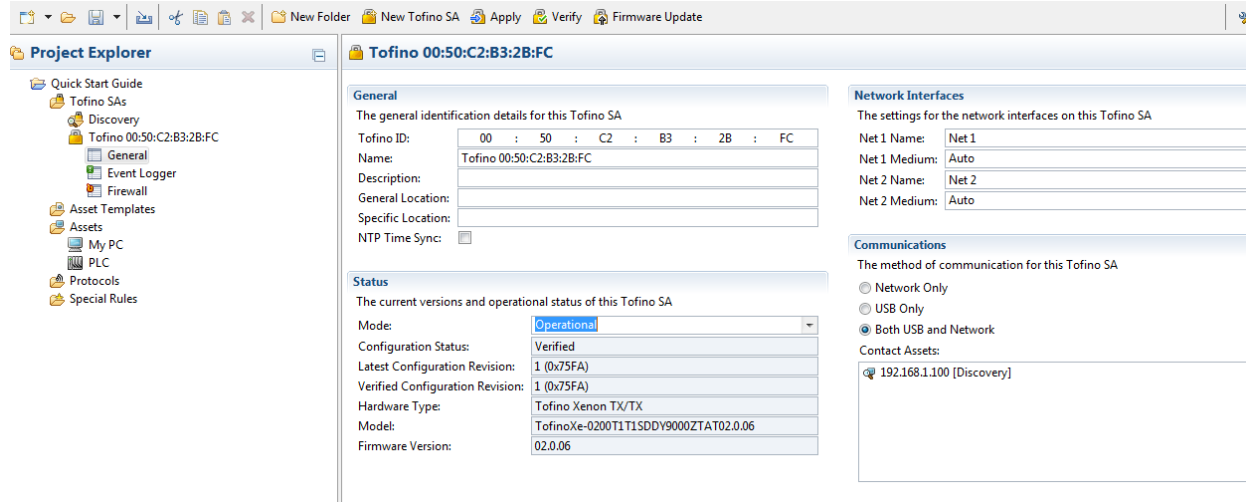 New Folder New Tofino SA Apply Verify Firmware Update
Project Explorer
Quick Start Guide
Tofino SAs
Discovery
Tofino 00:50:C2:B3:2B:FC
General
Event Logger
Firewall
Asset Templates
Assets
My PC
PLC
Protocols
Special Rules
Tofino 00:50:C2:B3:2B:FC
General
The general identification details for this Tofino SA
Tofino ID: 00 : 50 : C2 : B3 : 2B : FC
Name: Tofino 00:50:C2:B3:2B:FC
Description:
General Location:
Specific Location:
NTP Time Sync:
Status
The current versions and operational status of this Tofino SA
Mode: Operational
Configuration Status: Verified
Latest Configuration Revision: 1 (0x75FA)
Verified Configuration Revision: 1 (0x75FA)
Hardware Type: Tofino Xenon TX/TX
Model: TofinoXe-0200T1T1SDDY9000ZTAT02.0.06
Firmware Version: 02.0.06
Network Interfaces
The settings for the network interfaces on this Tofino SA
Net 1 Name: Net 1
Net 1 Medium: Auto
Net 2 Name: Net 2
Net 2 Medium: Auto
Communications
The method of communication for this Tofino SA
Network Only
USB Only
Both USB and Network
Contact Assets:
192.168.1.100 [Discovery]